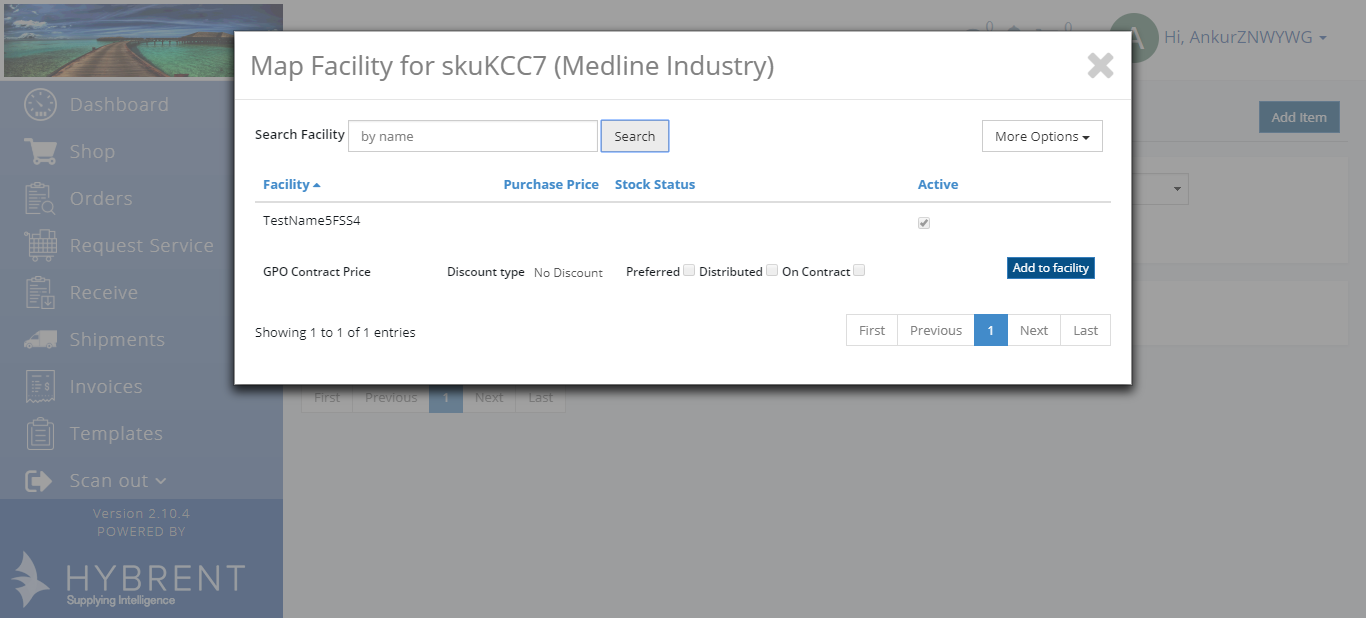 0
0
A
Hi, AnkurZNWYWG
Map Facility for skuKCC7 (Medline Industry)
Add Item
Search Facility by name Search More Options
Facility Purchase Price Stock Status Active
TestName5FSS4
GPO Contract Price Discount type No Discount Preferred Distributed On Contract Add to facility
Showing 1 to 1 of 1 entries First Previous 1 Next Last
First Previous 1 Next Last
Dashboard
Shop
Orders
Request Service
Receive
Shipments
Invoices
Templates
Scan out
Version 2.10.4
POWERED BY
HYBRENT
Supplying Intelligence